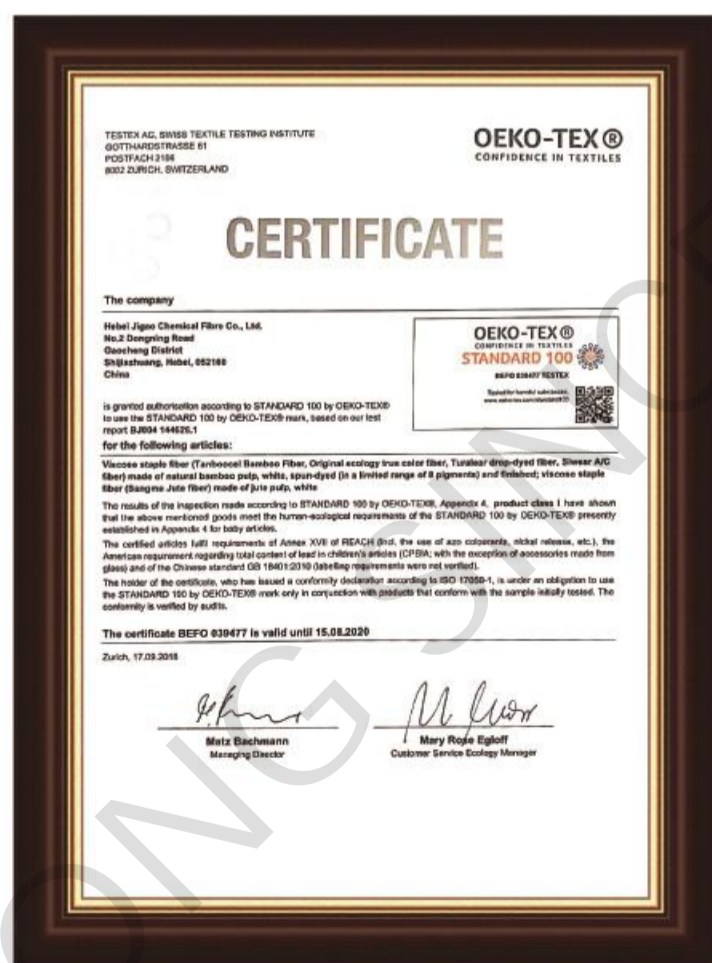 TESTEX AG, SWISS TEXTILE TESTING INSTITUTE
GOTTHARDSTRASSE 61
POSTFACH 2156
8002 ZURICH, SWITZERLAND
OEKO-TEX®
CONFIDENCE IN TEXTILES
CERTIFICATE
The company
Hebei Jigao Chemical Fibre Co., Ltd.
No.2 Dongning Road
Gaocheng District
Shijiazhuang, Hebei, 052160
China
OEKO-TEX®
CONFIDENCE IN TEXTILES
STANDARD 100
BEFO 039477 TESTEX
Tested for harmful substances.
www.oeko-tex.com/standard100
is granted authorisation according to STANDARD 100 by OEKO-TEX®
to use the STANDARD 100 by OEKO-TEX® mark, based on our test
report BJ004 144626.1
for the following articles:
Viscose staple fiber (Tanboocel Bamboo Fiber, Original ecology true color fiber, drop-dyed fiber, A/C
fiber) made of natural bamboo pulp, white, spun-dyed (in a limited range of 8 pigments) and finished; viscose staple
fiber (Sangma Jute fiber) made of jute pulp, white
The results of the inspection made according to STANDARD 100 by OEKO-TEX®, Appendix 4, product class I have shown
that the above mentioned goods meet the human-ecological requirements of the STANDARD 100 by OEKO-TEX® presently
established in Appendix 4 for baby articles.
The certified articles fulfil requirements of Annex XVII of REACH (incl. the use of azo colorants, nickel release, etc.), the
American requirement regarding total content of lead in children's articles (CPSIA; with the exception of accessories made from
glass) and of the Chinese standard GB 18401:2010 (labelling requirements were not verified).
The holder of the certificate, who has issued a conformity declaration according to ISO 17050-1, is under an obligation to use
the STANDARD 100 by OEKO-TEX® mark only in conjunction with products that conform with the sample initially tested. The
conformity is verified by audits.
The certificate BEFO 039477 is valid until 15.08.2020
Zurich, 17.09.2018
Matz Bachmann
Managing Director
Mary Rose Egloff
Customer Service Ecology Manager